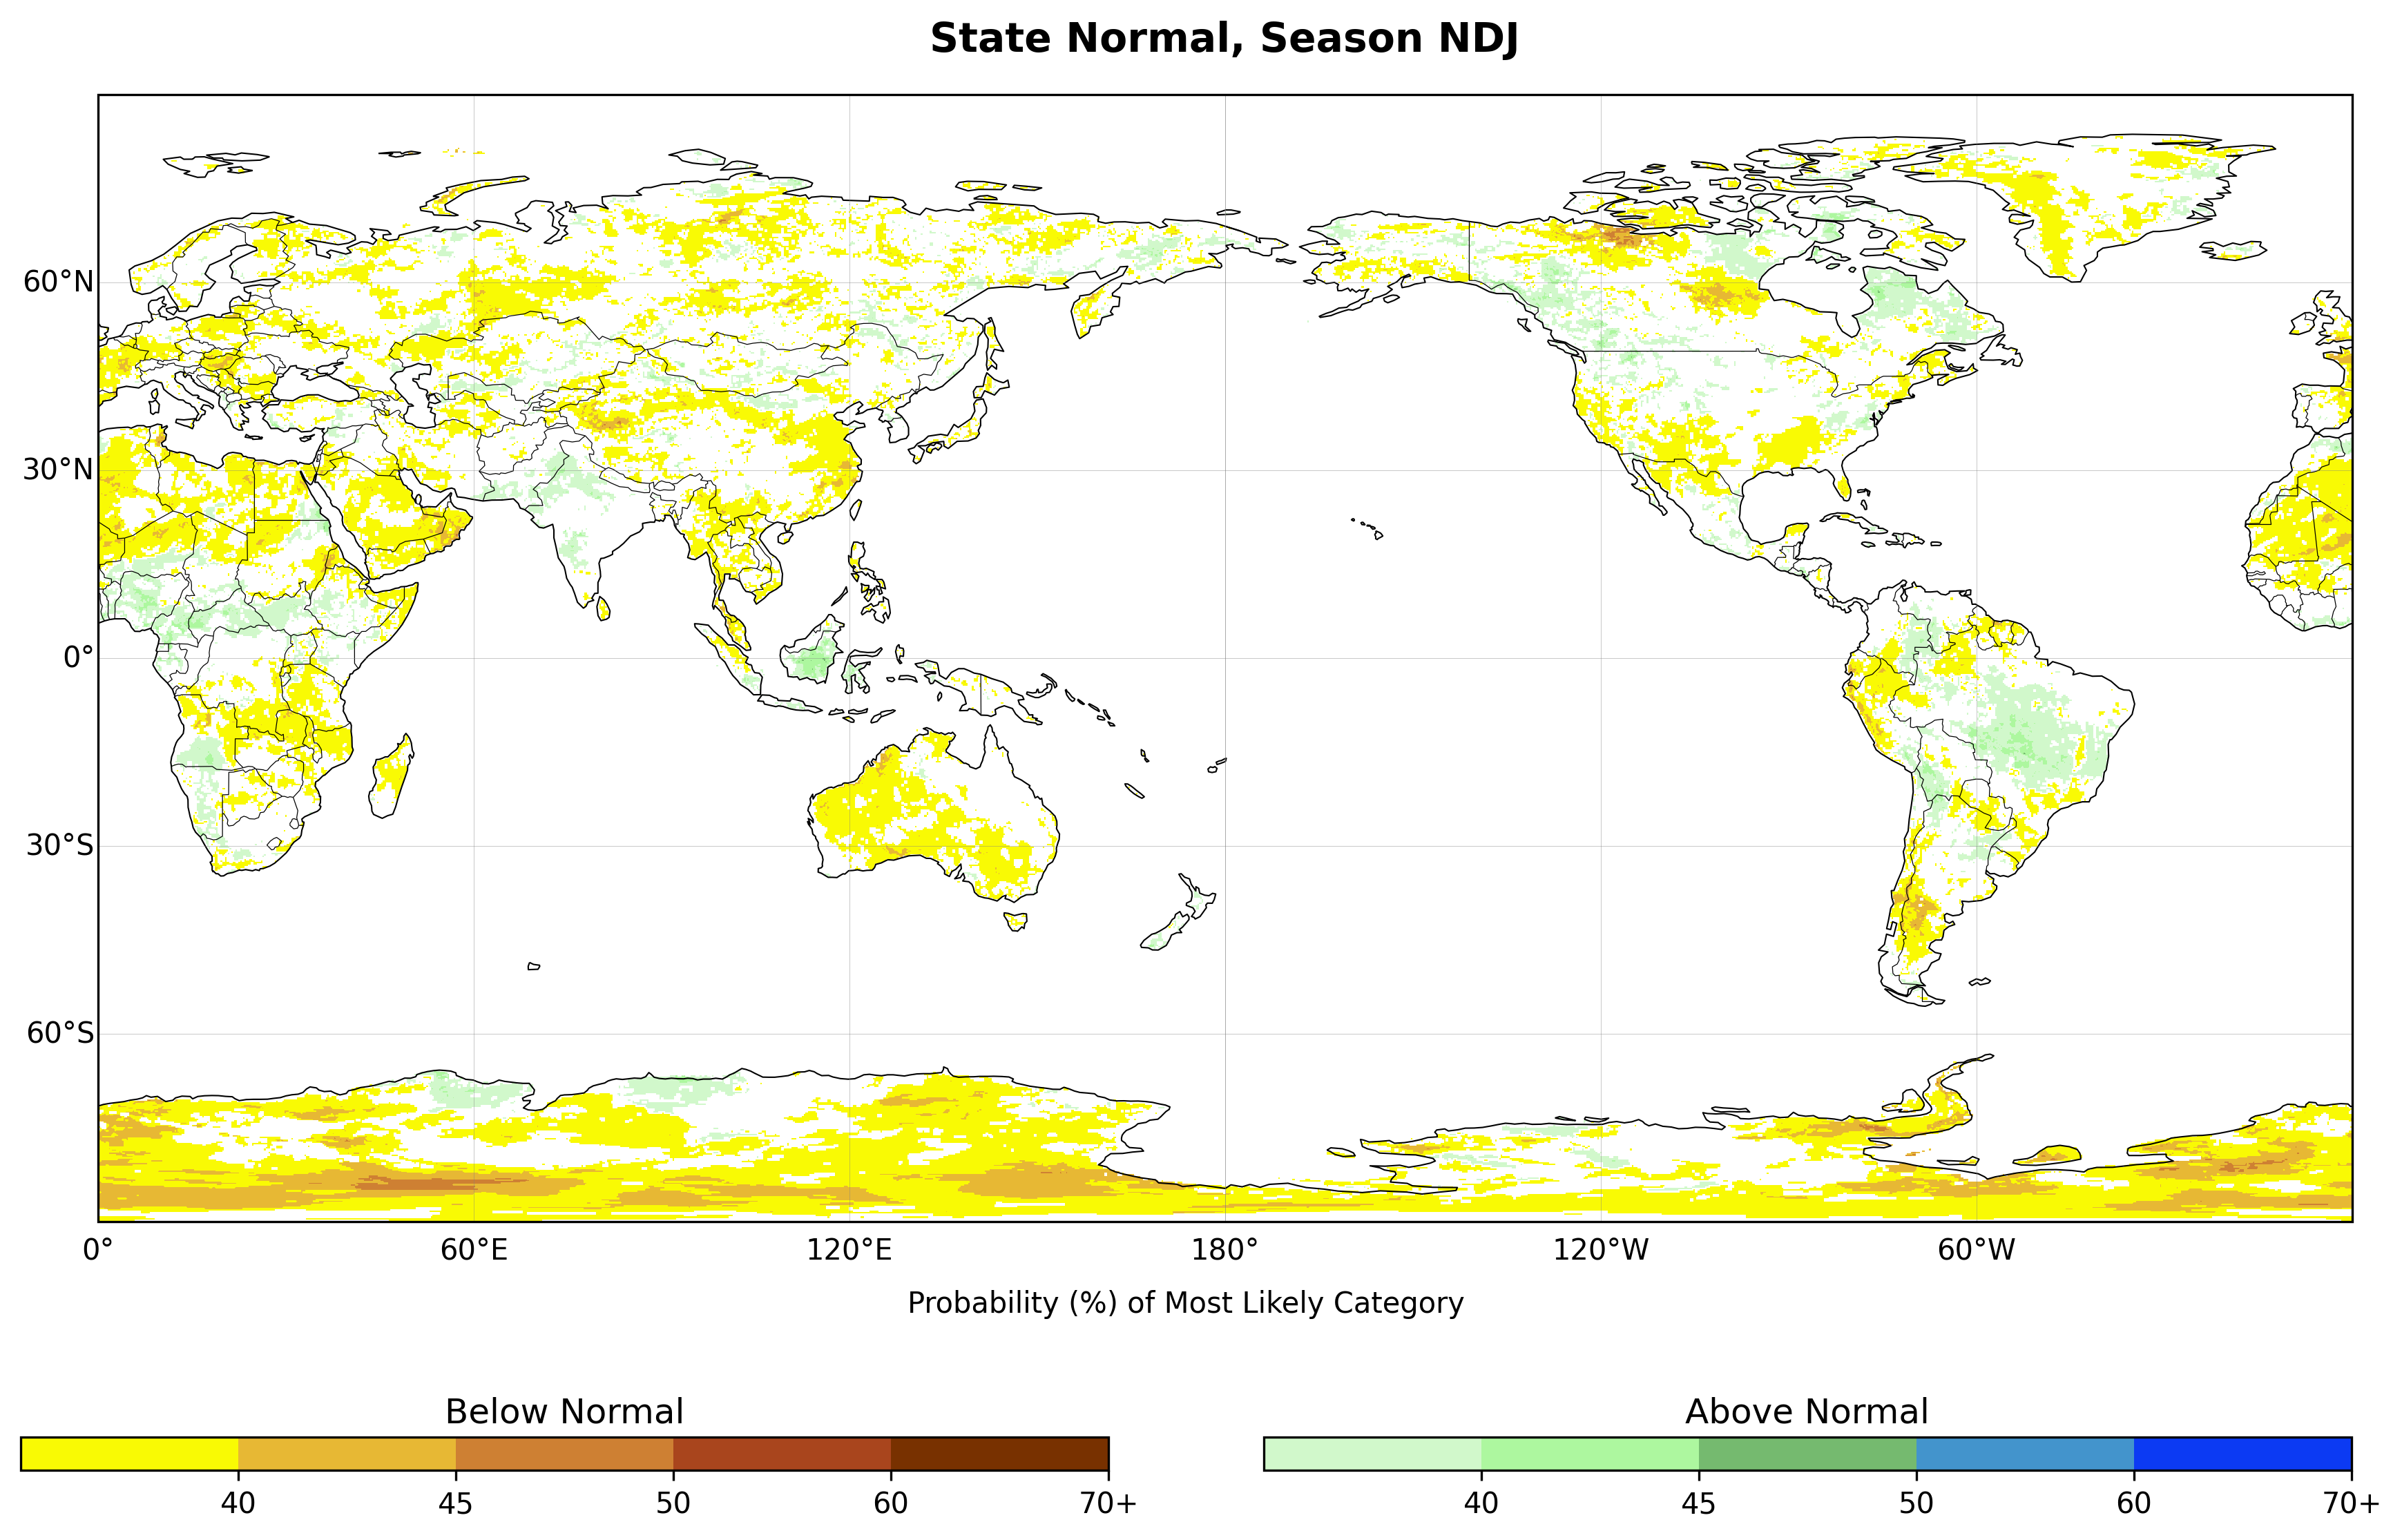 State Normal, Season NDJ
60°N
30°N
0°
30°S
60°S
0° 60°E 120°E 180° 120°W 60°W
Probability (%) of Most Likely Category
Below Normal
40 45 50 60 70+
Above Normal
40 45 50 60 70+